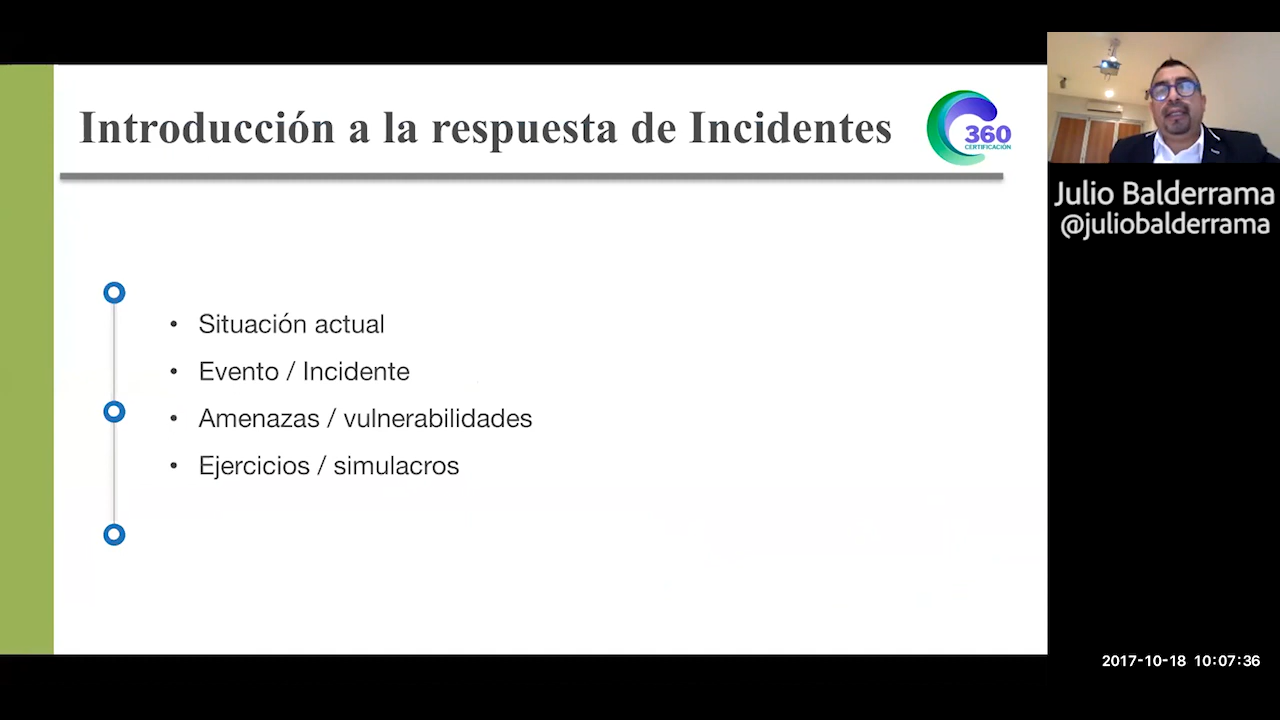 Introducción a la respuesta de Incidentes
360
CERTIFICACIÓN
Julio Balderrama
@juliobalderrama
• Situación actual
• Evento / Incidente
• Amenazas / vulnerabilidades
• Ejercicios / simulacros
2017-10-18 10:07:36